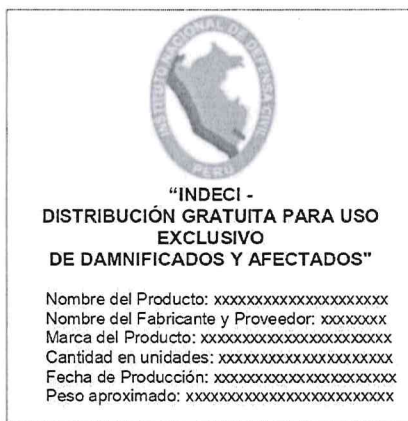 INSTITUTO NACIONAL DE DEFENSA CIVIL
PERU
“INDECI -
DISTRIBUCIÓN GRATUITA PARA USO
EXCLUSIVO
DE DAMNIFICADOS Y AFECTADOS"
Nombre del Producto: xxxxxxxxxxxxxxxxxxxxx
Nombre del Fabricante y Proveedor: xxxxxxxx
Marca del Producto: xxxxxxxxxxxxxxxxxxxxxxx
Cantidad en unidades: xxxxxxxxxxxxxxxxxxxxx
Fecha de Producción: xxxxxxxxxxxxxxxxxxxxxx
Peso aproximado: xxxxxxxxxxxxxxxxxxxxxxxxx